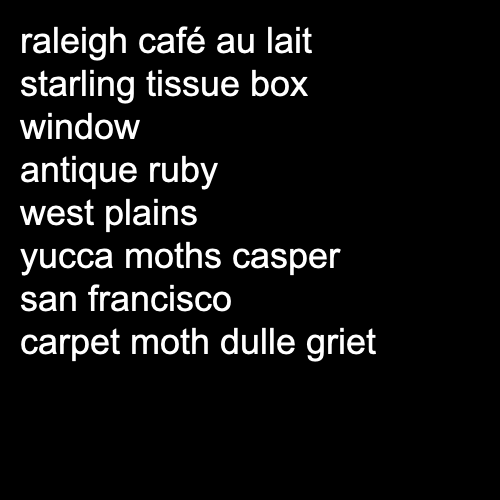 raleigh café au lait
starling tissue box
window
antique ruby
west plains
yucca moths casper
san francisco
carpet moth dulle griet